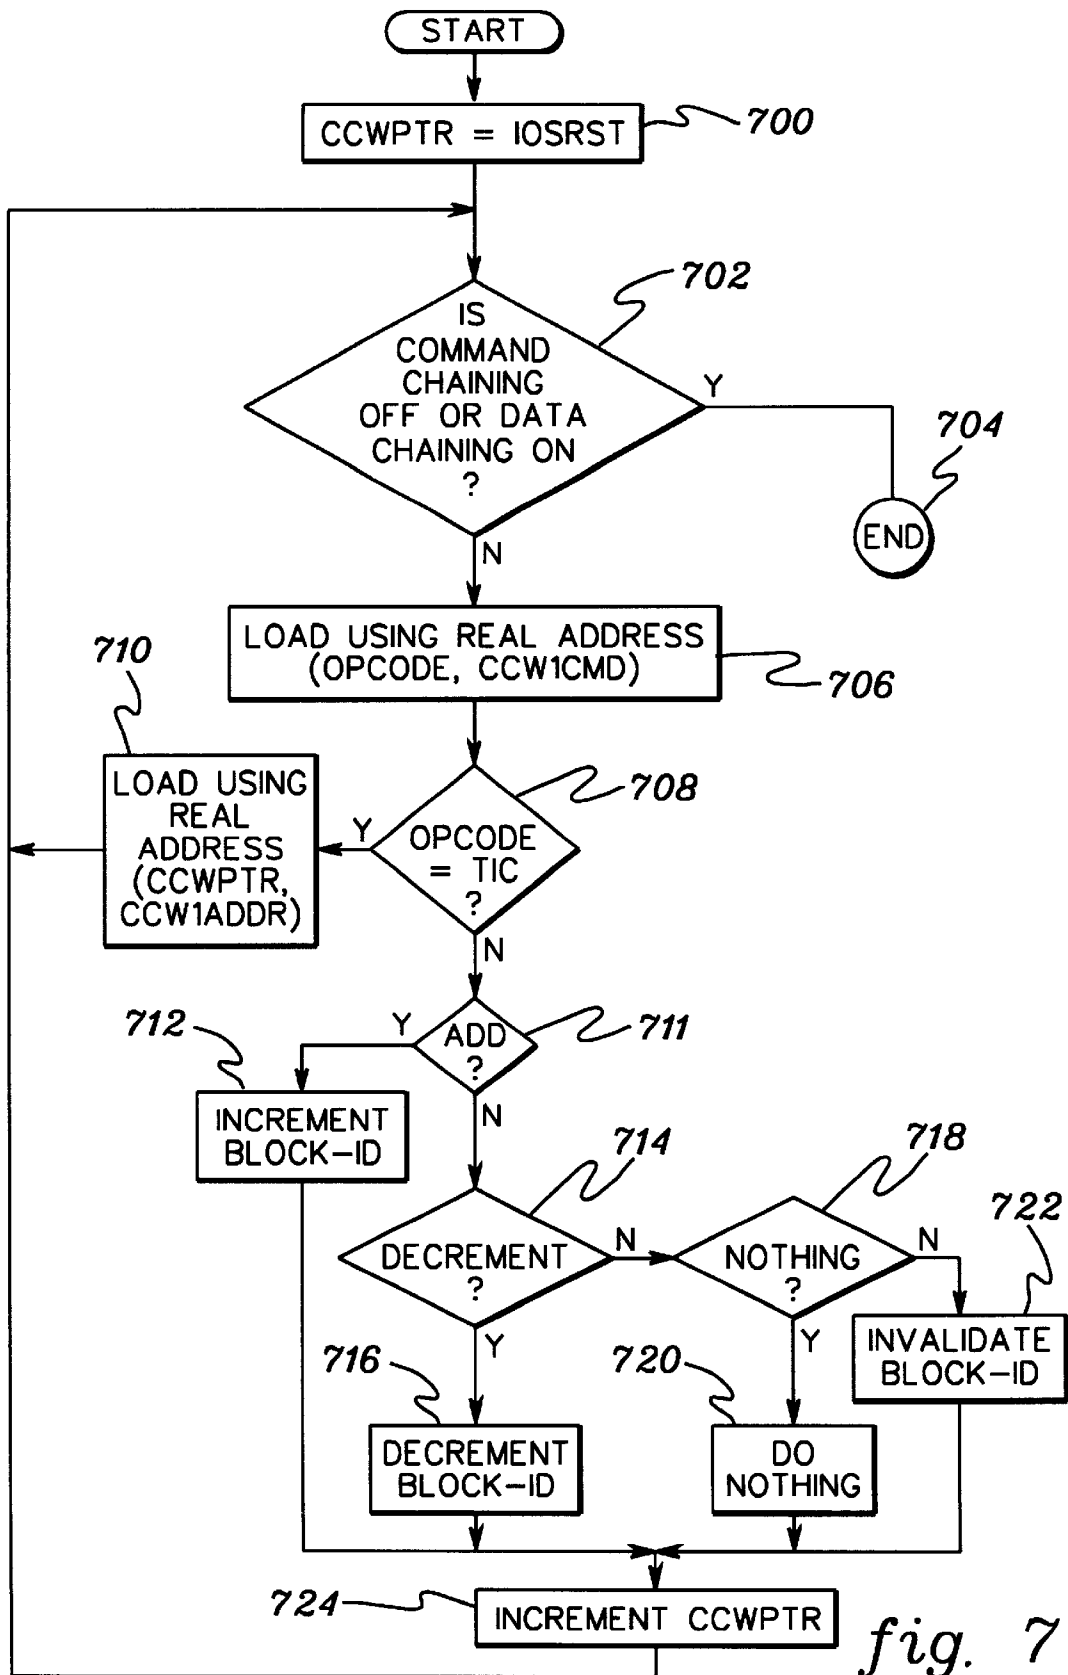 START
CCWPTR = IOSRST
700
702
IS
COMMAND
CHAINING
OFF OR DATA
CHAINING ON
?
Y
704
END
N
LOAD USING REAL ADDRESS
(OPCODE, CCW1CMD)
706
710
LOAD USING
REAL
ADDRESS
(CCWPTR,
CCW1ADDR)
Y
OPCODE
= TIC
?
708
N
712
Y
ADD
?
711
N
INCREMENT
BLOCK-ID
714
DECREMENT
?
N
718
NOTHING
?
N
722
INVALIDATE
BLOCK-ID
Y
716
DECREMENT
BLOCK-ID
Y
720
DO
NOTHING
724
INCREMENT CCWPTR
fig. 7